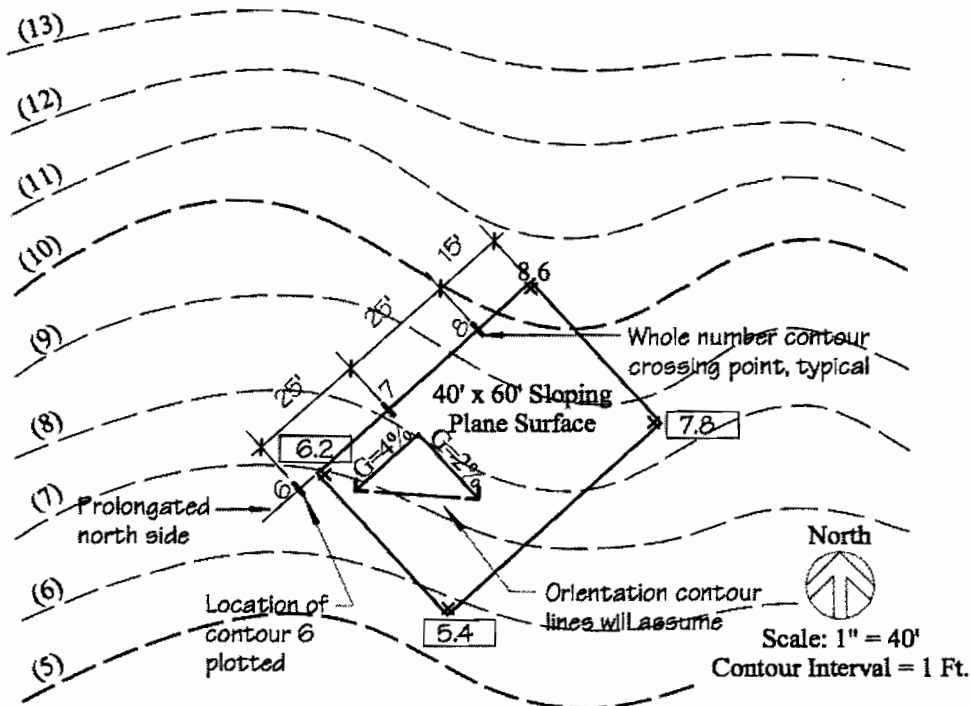 (13)
(12)
(11)
(10)
(9)
(8)
(7)
(6)
(5)
15'
25'
25'
8.6
8
7
6
6.2
7.8
5.4
Whole number contour
crossing point, typical
40' x 60' Sloping
Plane Surface
G=4%
G=2%
Prolongated
north side
Location of
contour 6
plotted
Orientation contour
lines will assume
North
Scale: 1" = 40'
Contour Interval = 1 Ft.